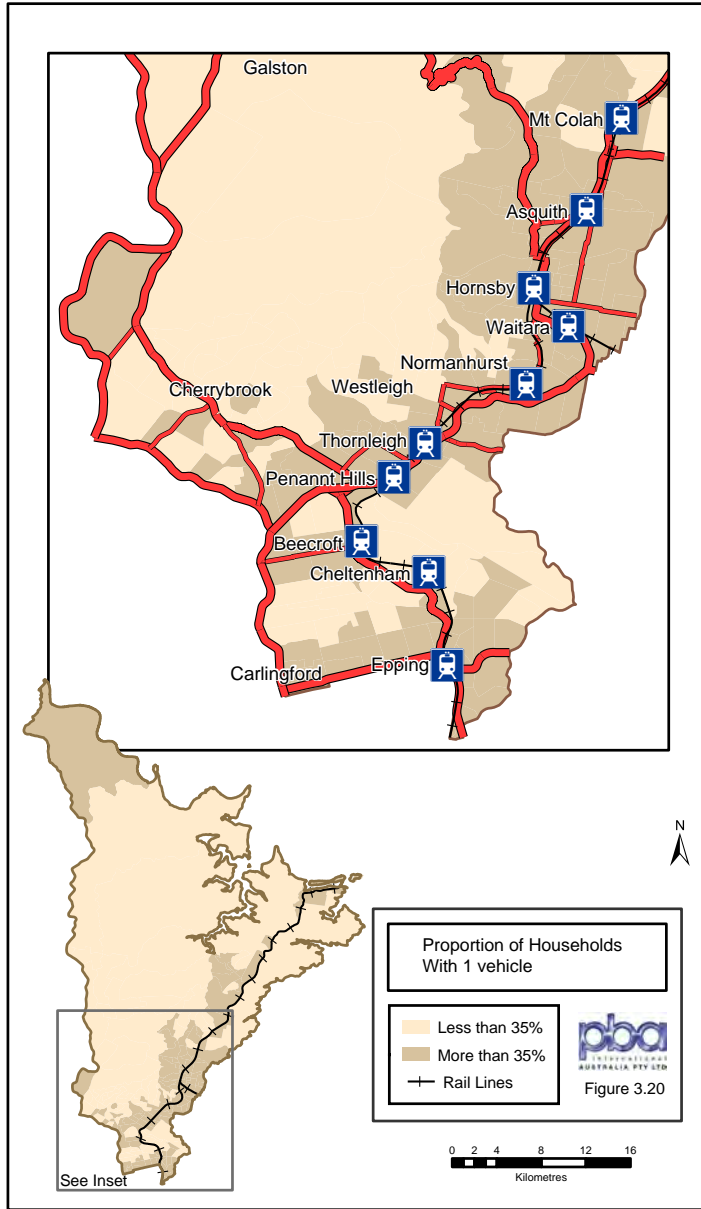 Galston
Mt Colah
Asquith
Hornsby
Waitara
Normanhurst
Westleigh
Cherrybrook
Thornleigh
Penannt Hills
Beecroft
Cheltenham
Epping
Carlingford
See Inset
N
Proportion of Households
With 1 vehicle
Less than 35%
More than 35%
Rail Lines
pba
international
AUSTRALIA PTY LTD
Figure 3.20
0 2 4 8 12 16
Kilometres